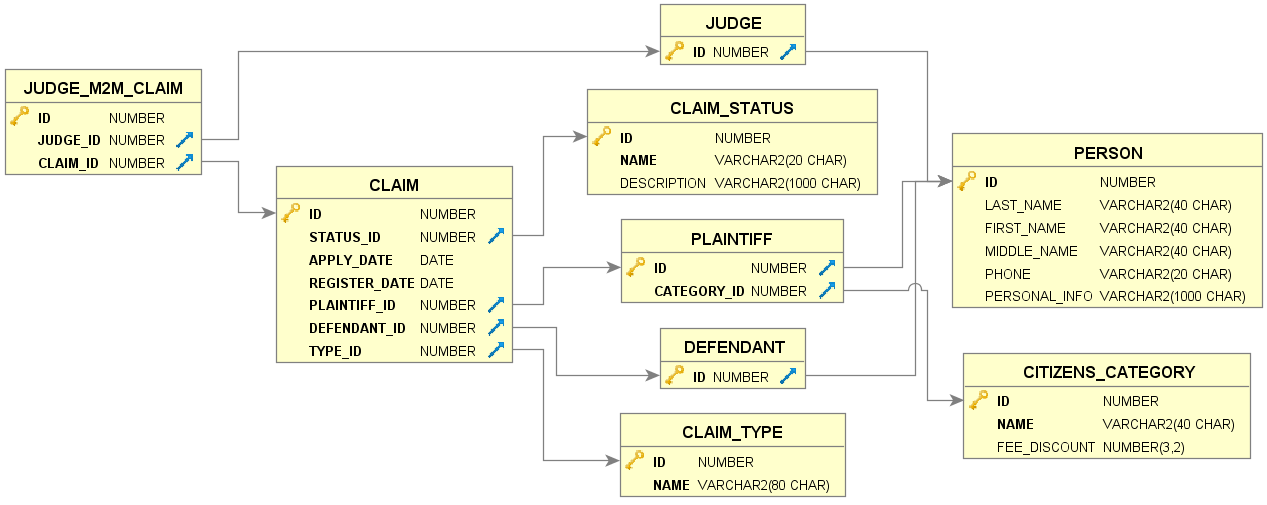 JUDGE
ID NUMBER
JUDGE_M2M_CLAIM
ID NUMBER
JUDGE_ID NUMBER
CLAIM_ID NUMBER
CLAIM_STATUS
ID NUMBER
NAME VARCHAR2(20 CHAR)
DESCRIPTION VARCHAR2(1000 CHAR)
CLAIM
ID NUMBER
STATUS_ID NUMBER
APPLY_DATE DATE
REGISTER_DATE DATE
PLAINTIFF_ID NUMBER
DEFENDANT_ID NUMBER
TYPE_ID NUMBER
PLAINTIFF
ID NUMBER
CATEGORY_ID NUMBER
DEFENDANT
ID NUMBER
CLAIM_TYPE
ID NUMBER
NAME VARCHAR2(80 CHAR)
PERSON
ID NUMBER
LAST_NAME VARCHAR2(40 CHAR)
FIRST_NAME VARCHAR2(40 CHAR)
MIDDLE_NAME VARCHAR2(40 CHAR)
PHONE VARCHAR2(20 CHAR)
PERSONAL_INFO VARCHAR2(1000 CHAR)
CITIZENS_CATEGORY
ID NUMBER
NAME VARCHAR2(40 CHAR)
FEE_DISCOUNT NUMBER(3,2)